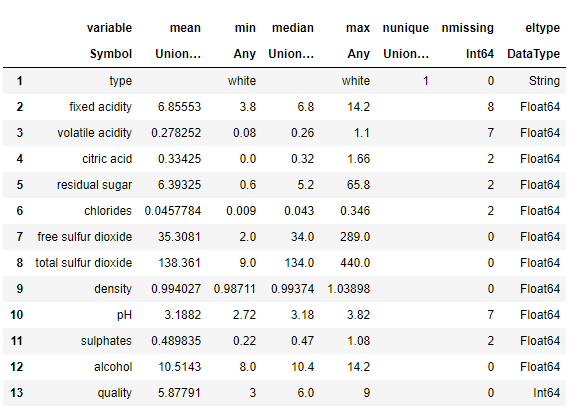 variable mean min median max nunique nmissing eltype
Symbol Union… Any Union… Any Union… Int64 DataType
1 type white white 1 0 String
2 fixed acidity 6.85553 3.8 6.8 14.2 8 Float64
3 volatile acidity 0.278252 0.08 0.26 1.1 7 Float64
4 citric acid 0.33425 0.0 0.32 1.66 2 Float64
5 residual sugar 6.39325 0.6 5.2 65.8 2 Float64
6 chlorides 0.0457784 0.009 0.043 0.346 2 Float64
7 free sulfur dioxide 35.3081 2.0 34.0 289.0 0 Float64
8 total sulfur dioxide 138.361 9.0 134.0 440.0 0 Float64
9 density 0.994027 0.98711 0.99374 1.03898 0 Float64
10 pH 3.1882 2.72 3.18 3.82 7 Float64
11 sulphates 0.489835 0.22 0.47 1.08 2 Float64
12 alcohol 10.5143 8.0 10.4 14.2 0 Float64
13 quality 5.87791 3 6.0 9 0 Int64